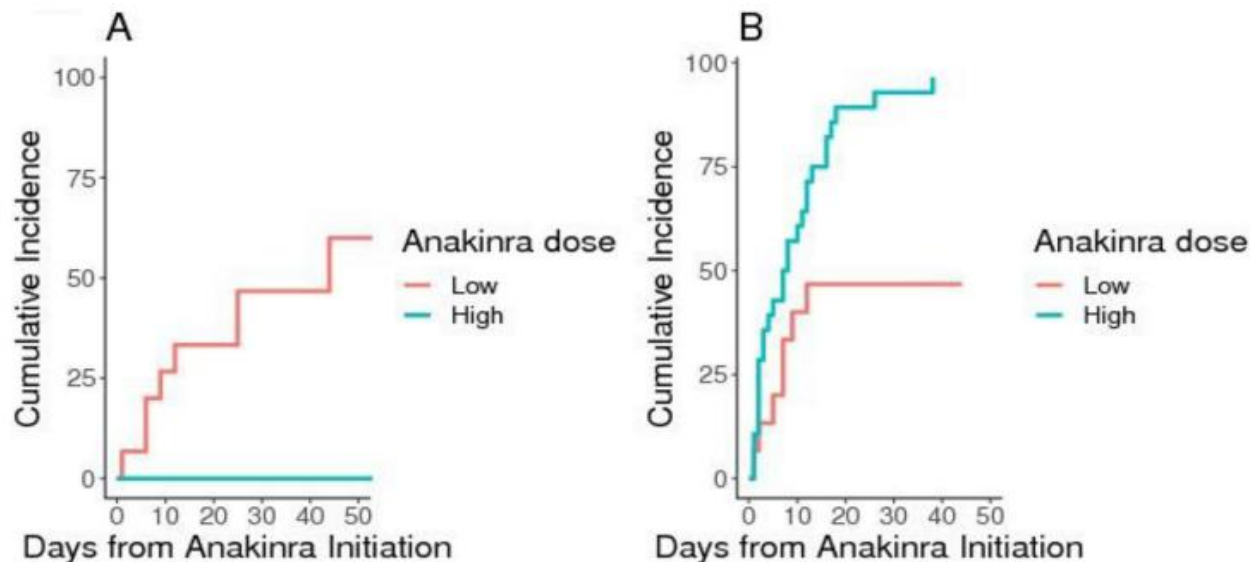 A
Cumulative Incidence
100
75
50
25
0
0 10 20 30 40 50
Days from Anakinra Initiation
Anakinra dose
Low
High
B
Cumulative Incidence
100
75
50
25
0
0 10 20 30 40 50
Days from Anakinra Initiation
Anakinra dose
Low
High